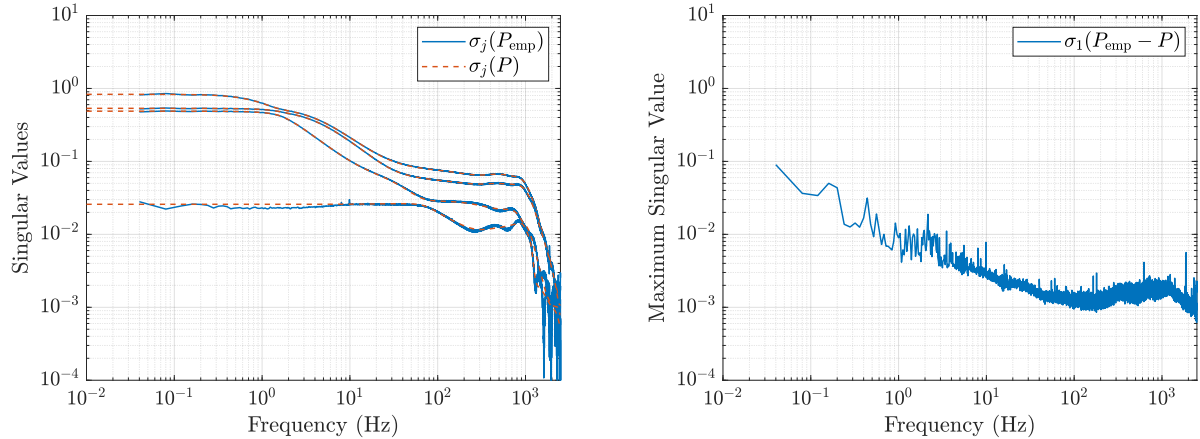 σ_j(P_emp)
σ_j(P)
Singular Values
10^1
10^0
10^-1
10^-2
10^-3
10^-4
10^-2 10^-1 10^0 10^1 10^2 10^3
Frequency (Hz)
σ_1(P_emp − P)
Maximum Singular Value
10^1
10^0
10^-1
10^-2
10^-3
10^-4
10^-2 10^-1 10^0 10^1 10^2 10^3
Frequency (Hz)